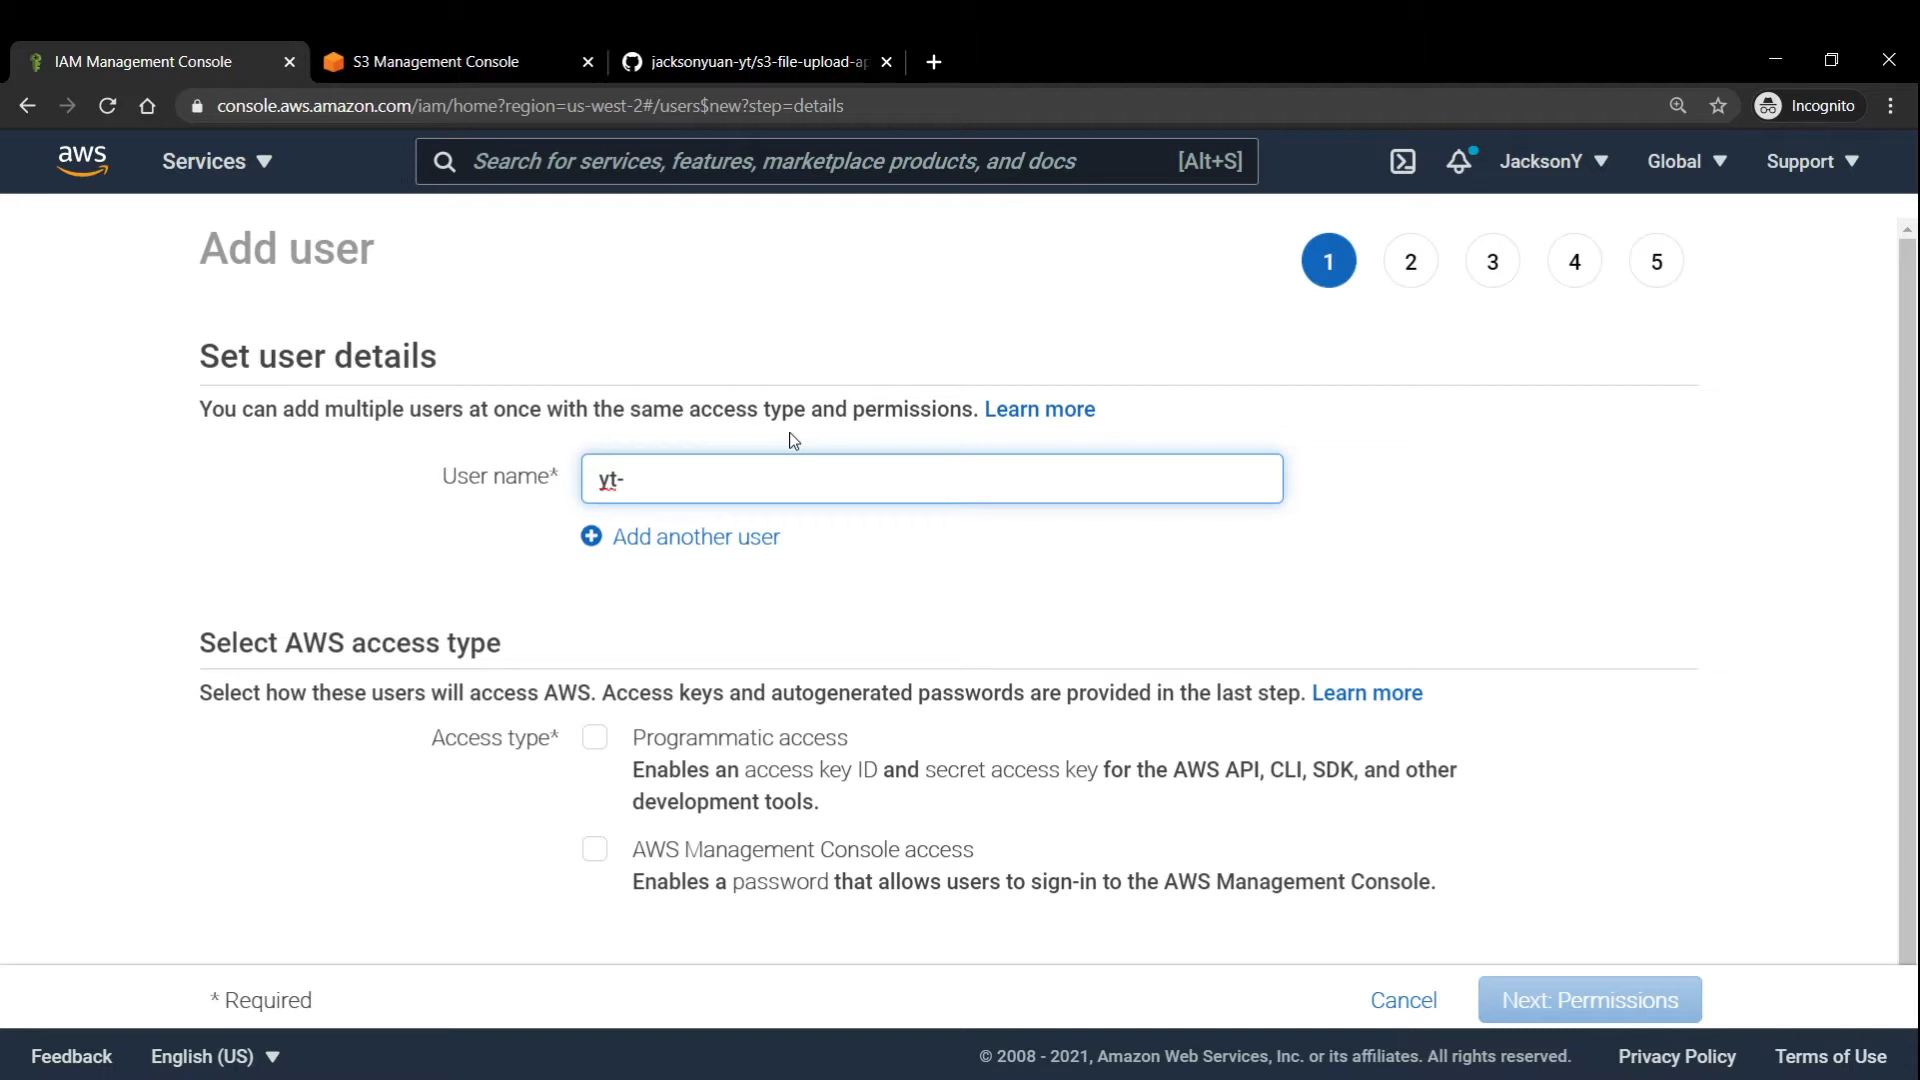 IAM Management Console
S3 Management Console
jacksonyuan-yt/s3-file-upload-ap
console.aws.amazon.com/iam/home?region=us-west-2#/users$new?step=details
Incognito
aws
Services
Search for services, features, marketplace products, and docs [Alt+S]
JacksonY
Global
Support
Add user
1 2 3 4 5
Set user details
You can add multiple users at once with the same access type and permissions. Learn more
User name* yt-
Add another user
Select AWS access type
Select how these users will access AWS. Access keys and autogenerated passwords are provided in the last step. Learn more
Access type* Programmatic access
Enables an access key ID and secret access key for the AWS API, CLI, SDK, and other
development tools.
AWS Management Console access
Enables a password that allows users to sign-in to the AWS Management Console.
* Required
Cancel
Next: Permissions
Feedback
English (US)
© 2008 - 2021, Amazon Web Services, Inc. or its affiliates. All rights reserved.
Privacy Policy
Terms of Use